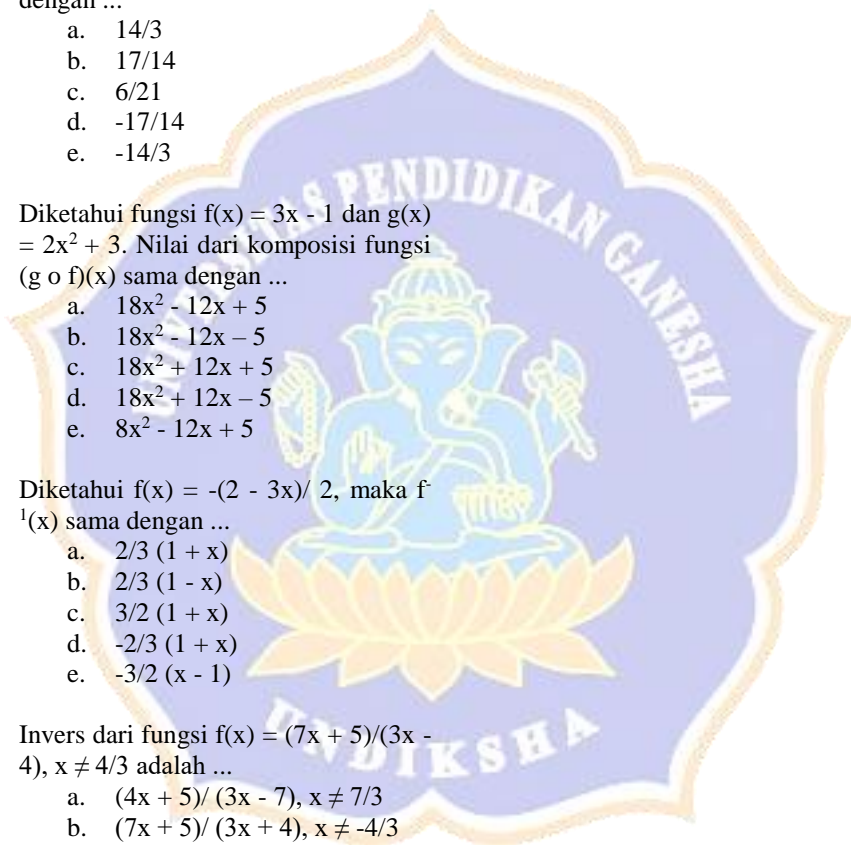 dengan ...
a. 14/3
b. 17/14
c. 6/21
d. -17/14
e. -14/3
Diketahui fungsi f(x) = 3x - 1 dan g(x)
= 2x² + 3. Nilai dari komposisi fungsi
(g o f)(x) sama dengan ...
a. 18x² - 12x + 5
b. 18x² - 12x – 5
c. 18x² + 12x + 5
d. 18x² + 12x – 5
e. 8x² - 12x + 5
Diketahui f(x) = -(2 - 3x)/ 2, maka f⁻
¹(x) sama dengan ...
a. 2/3 (1 + x)
b. 2/3 (1 - x)
c. 3/2 (1 + x)
d. -2/3 (1 + x)
e. -3/2 (x - 1)
Invers dari fungsi f(x) = (7x + 5)/(3x -
4), x ≠ 4/3 adalah ...
a. (4x + 5)/ (3x - 7), x ≠ 7/3
b. (7x + 5)/ (3x + 4), x ≠ -4/3
UNIVERSITAS PENDIDIKAN GANESHA
UNDIKSHA